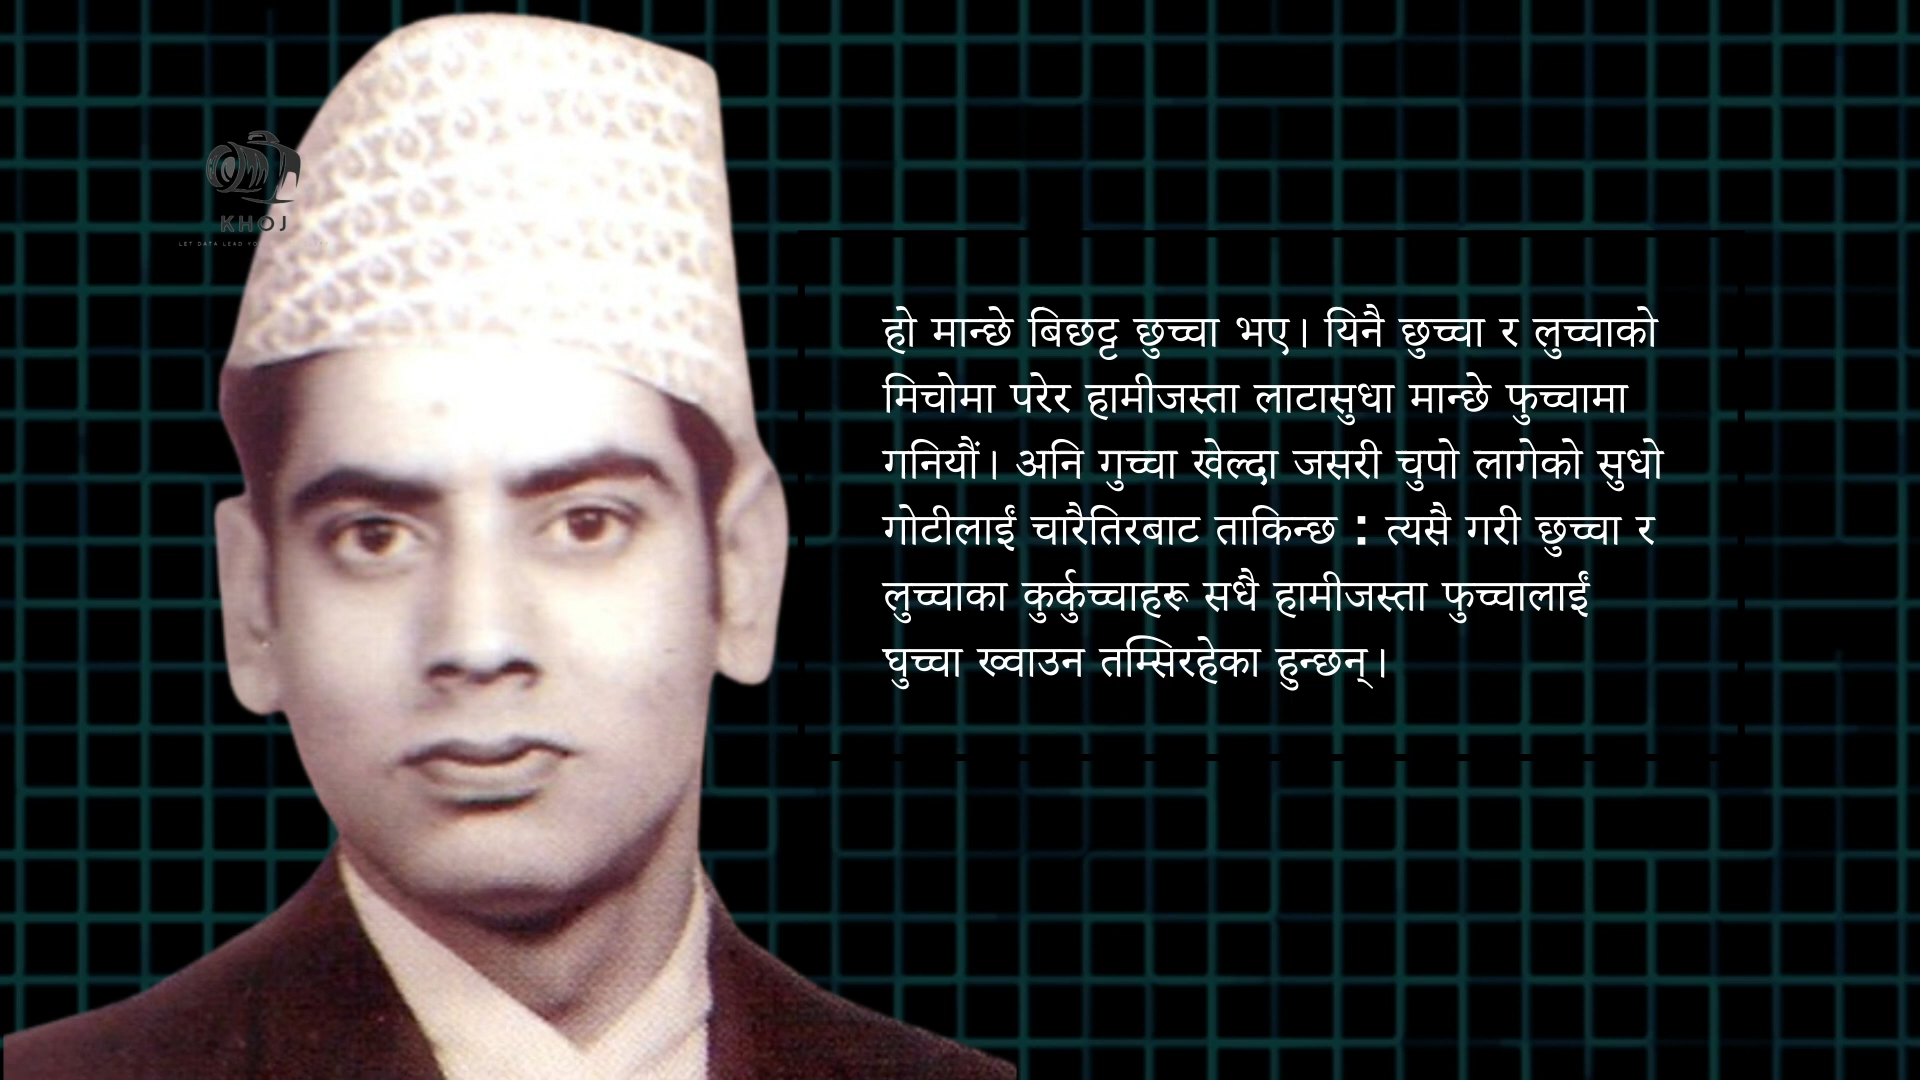 KHOJ
हो मान्छे बिछट्ट छुच्चा भए। यिनै छुच्चा र लुच्चाको
मिचोमा परेर हामीजस्ता लाटासुधा मान्छे फुच्चामा
गनियौं। अनि गुच्चा खेल्दा जसरी चुपो लागेको सुधो
गोटीलाईं चारैतिरबाट ताकिन्छ : त्यसै गरी छुच्चा र
लुच्चाका कुर्कुच्चाहरू सधै हामीजस्ता फुच्चालाईं
घुच्चा ख्वाउन तम्सिरहेका हुन्छन्।